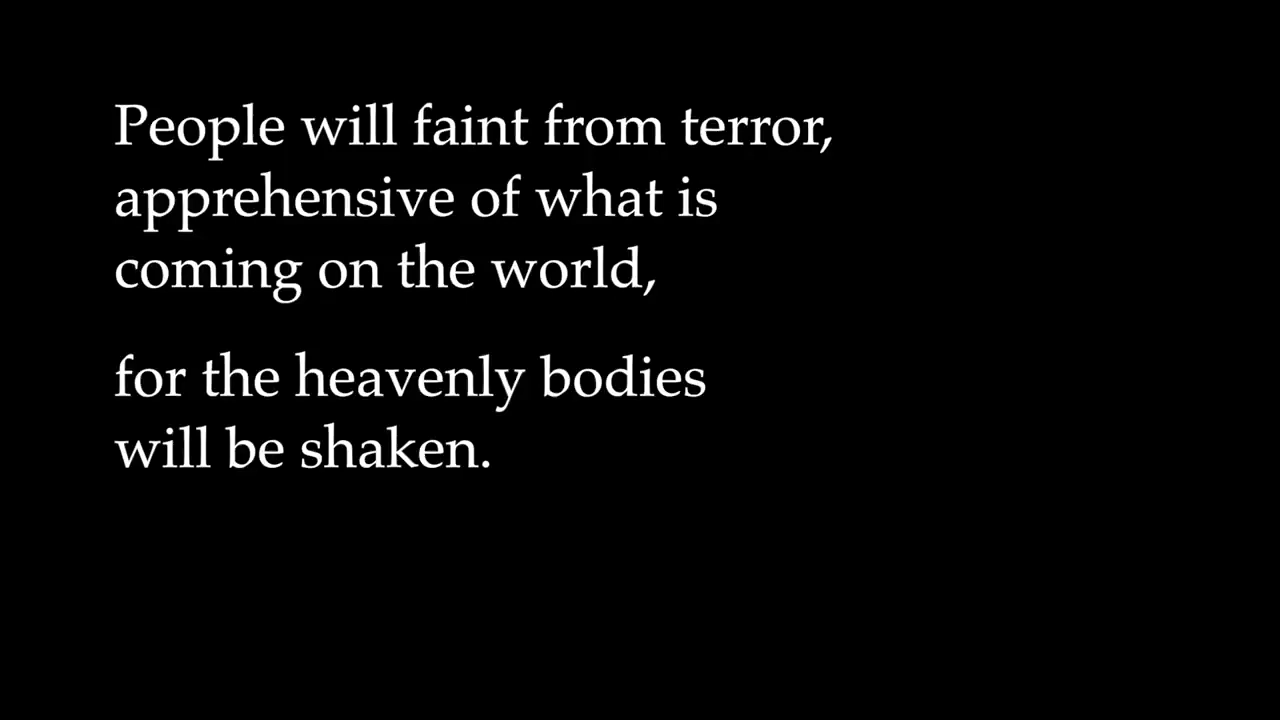 People will faint from terror,
apprehensive of what is
coming on the world,
for the heavenly bodies
will be shaken.